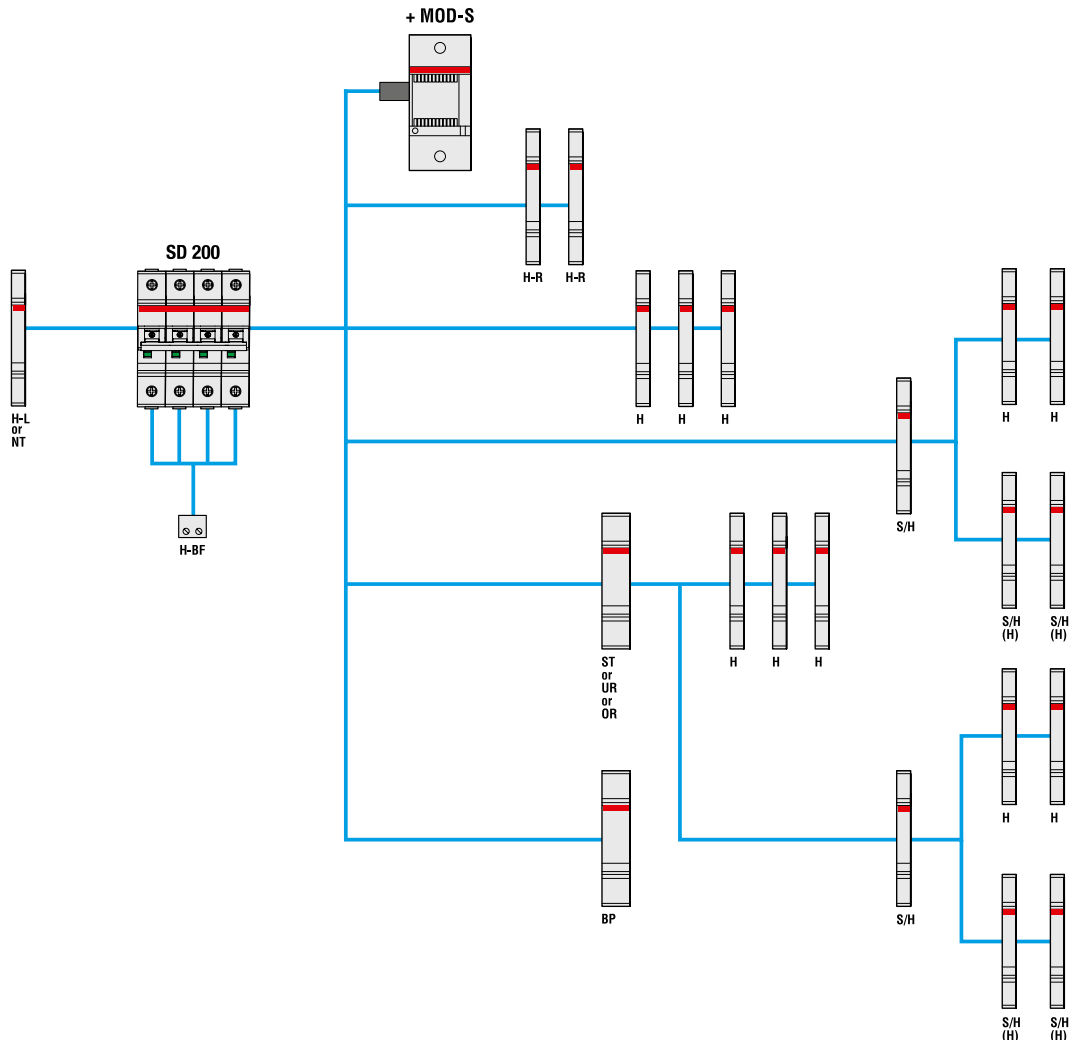 + MOD-S
H-R H-R
SD 200
H-L
or
NT
H H H
H H
S/H
H-BF
S/H S/H
(H) (H)
ST
or
UR
or
OR
H H H
H H
BP
S/H
S/H S/H
(H) (H)